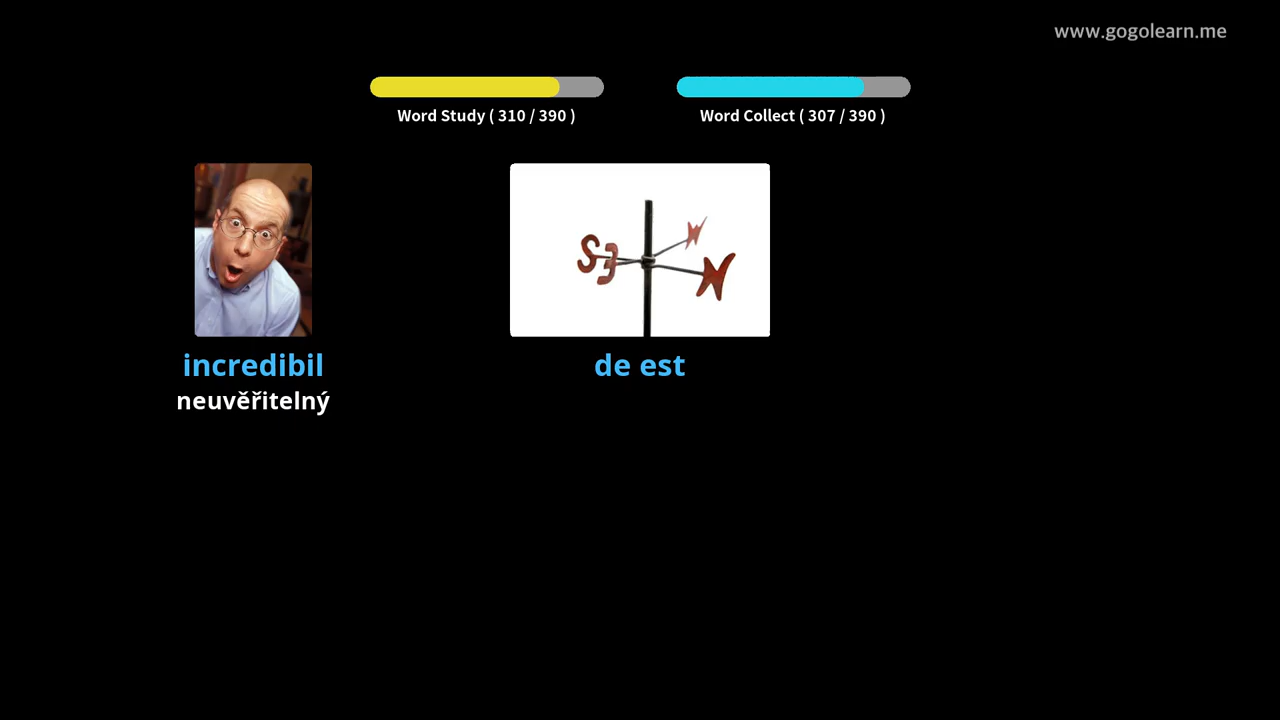 www.gogolearn.me
Word Study ( 310 / 390 )
Word Collect ( 307 / 390 )
incredibil
neuvěřitelný
S
E
N
W
de est